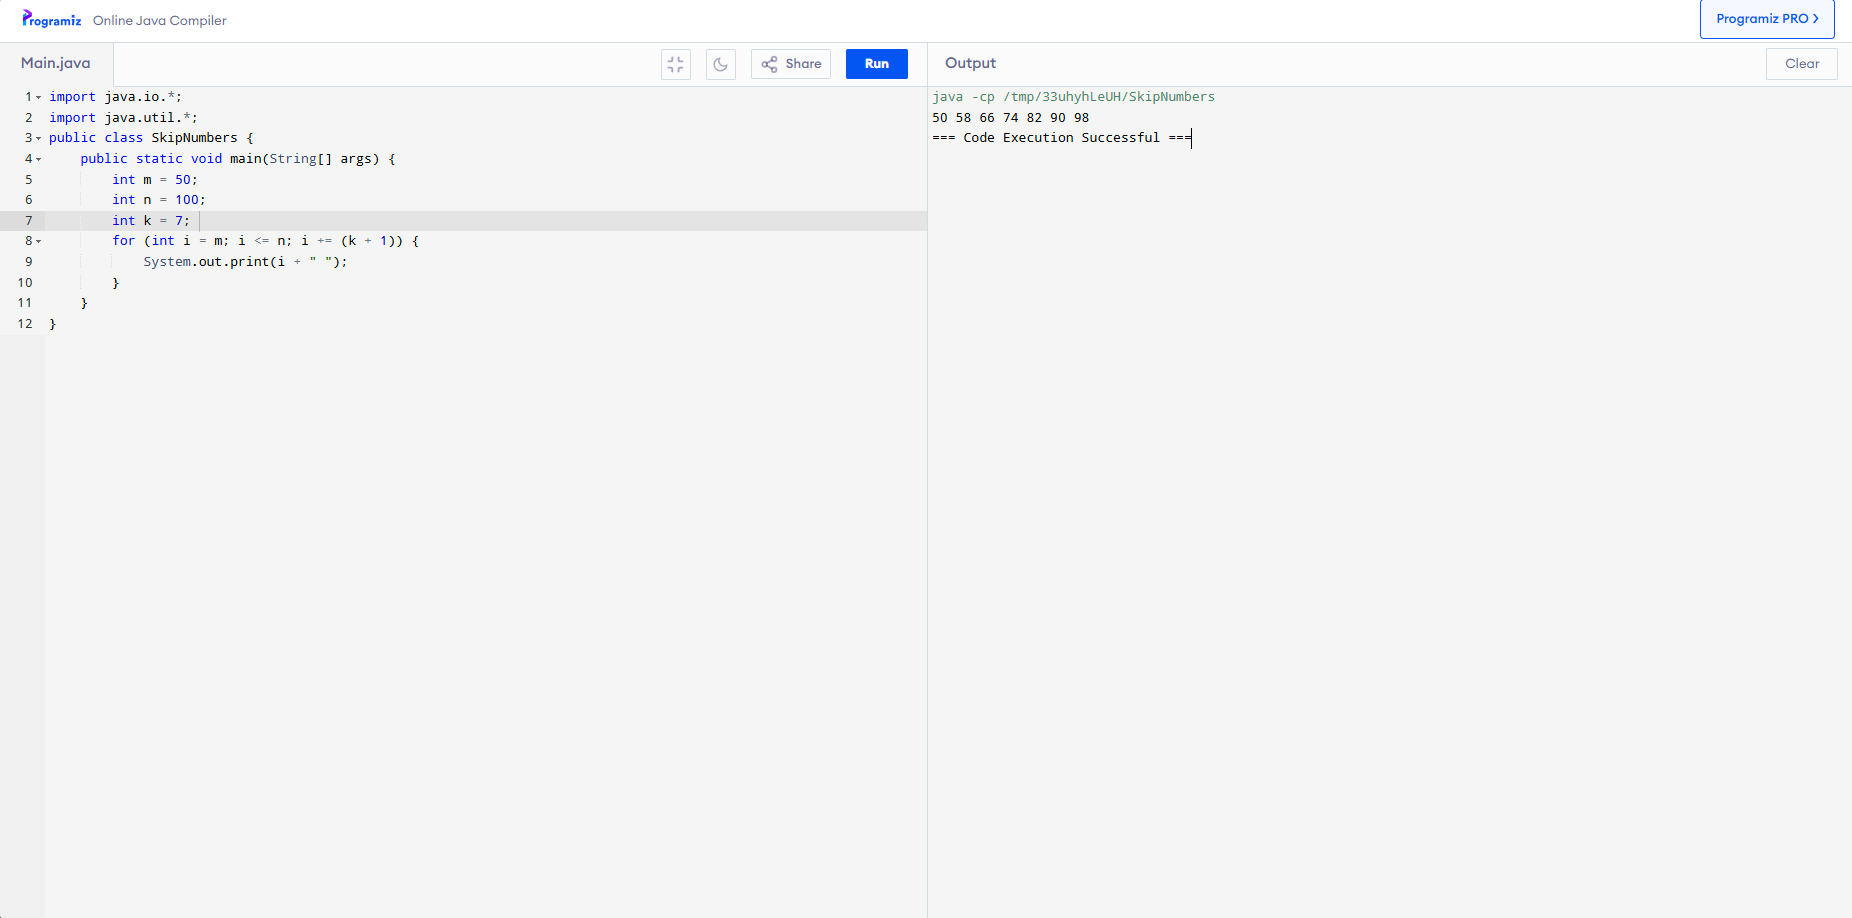 Programiz Online Java Compiler
Programiz PRO >
Main.java
Share
Run
Output
Clear
1 import java.io.*;
2 import java.util.*;
3 public class SkipNumbers {
4     public static void main(String[] args) {
5         int m = 50;
6         int n = 100;
7         int k = 7;
8         for (int i = m; i <= n; i += (k + 1)) {
9             System.out.print(i + " ");
10         }
11     }
12 }
java -cp /tmp/33uhyhLeUH/SkipNumbers
50 58 66 74 82 90 98
=== Code Execution Successful ===